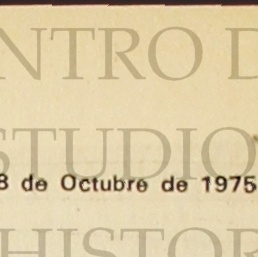 NTRO D
STUDIO
8 de Octubre de 1975
HISTOR